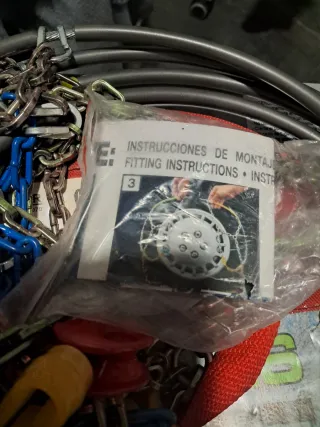 INSTRUCCIONES DE MONTAJ
FITTING INSTRUCTIONS • INSTR
3